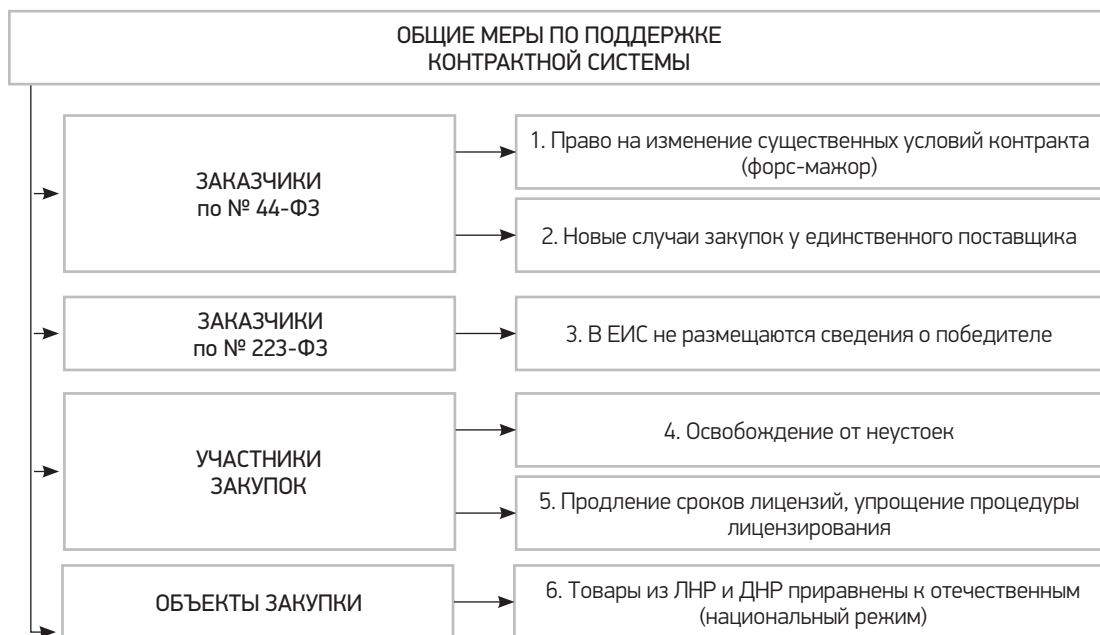 ОБЩИЕ МЕРЫ ПО ПОДДЕРЖКЕ
КОНТРАКТНОЙ СИСТЕМЫ
ЗАКАЗЧИКИ
по № 44-ФЗ
1. Право на изменение существенных условий контракта
(форс-мажор)
2. Новые случаи закупок у единственного поставщика
ЗАКАЗЧИКИ
по № 223-ФЗ
3. В ЕИС не размещаются сведения о победителе
УЧАСТНИКИ
ЗАКУПОК
4. Освобождение от неустоек
5. Продление сроков лицензий, упрощение процедуры
лицензирования
ОБЪЕКТЫ ЗАКУПКИ
6. Товары из ЛНР и ДНР приравнены к отечественным
(национальный режим)